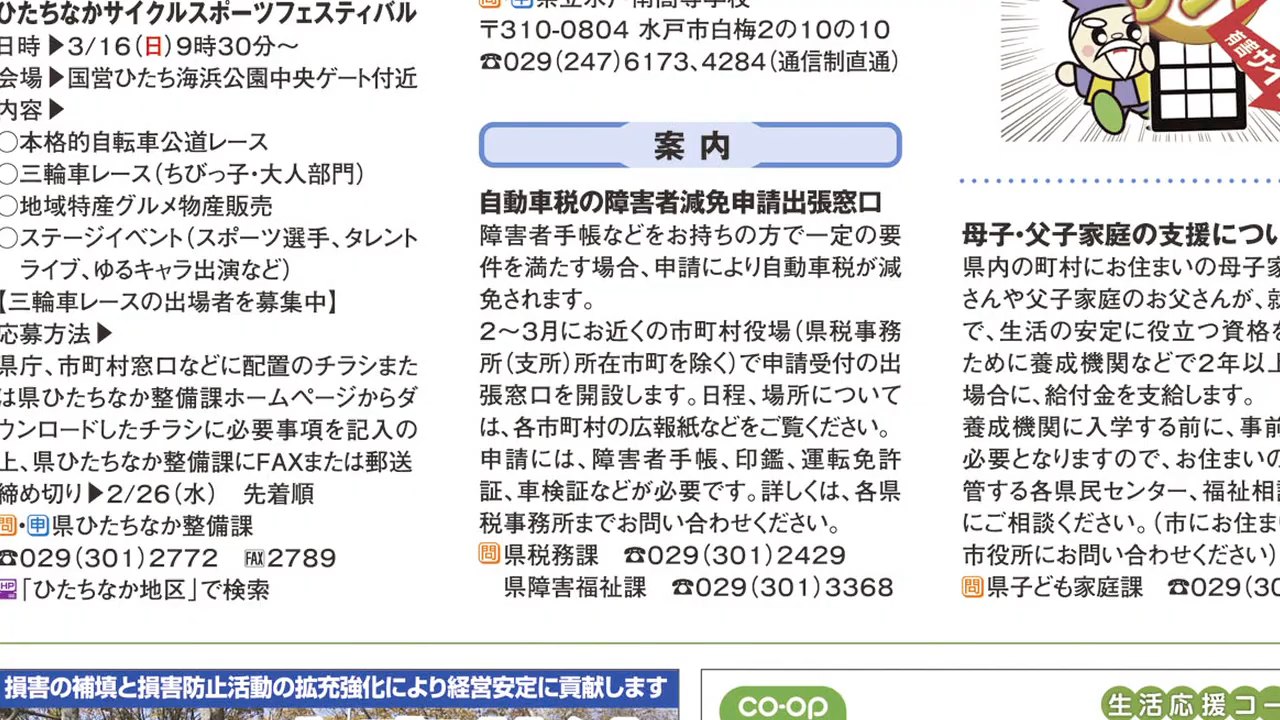 ひたちなかサイクルスポーツフェスティバル
日時▶3/16(日)9時30分～
会場▶国営ひたち海浜公園中央ゲート付近
内容▶
○本格的自転車公道レース
○三輪車レース(ちびっ子・大人部門)
○地域特産グルメ物産販売
○ステージイベント(スポーツ選手、タレント
ライブ、ゆるキャラ出演など)
【三輪車レースの出場者を募集中】
応募方法▶
県庁、市町村窓口などに配置のチラシまた
は県ひたちなか整備課ホームページからダ
ウンロードしたチラシに必要事項を記入の
上、県ひたちなか整備課にFAXまたは郵送
締め切り▶2/26(水) 先着順
問・申県ひたちなか整備課
☎029(301)2772 FAX2789
HP「ひたちなか地区」で検索
問・申県立水戸南高等学校
〒310-0804 水戸市白梅2の10の10
☎029(247)6173、4284(通信制直通)
案内
自動車税の障害者減免申請出張窓口
障害者手帳などをお持ちの方で一定の要
件を満たす場合、申請により自動車税が減
免されます。
2～3月にお近くの市町村役場(県税事務
所(支所)所在市町を除く)で申請受付の出
張窓口を開設します。日程、場所について
は、各市町村の広報紙などをご覧ください。
申請には、障害者手帳、印鑑、運転免許
証、車検証などが必要です。詳しくは、各県
税事務所までお問い合わせください。
問県税務課 ☎029(301)2429
県障害福祉課 ☎029(301)3368
有害サイ
母子・父子家庭の支援につい
県内の町村にお住まいの母子家
さんや父子家庭のお父さんが、就
で、生活の安定に役立つ資格を
ために養成機関などで2年以上
場合に、給付金を支給します。
養成機関に入学する前に、事前
必要となりますので、お住まいの
管する各県民センター、福祉相談
にご相談ください。(市にお住ま
市役所にお問い合わせください)
問県子ども家庭課 ☎029(30
損害の補填と損害防止活動の拡充強化により経営安定に貢献します
co・op
生活応援コー